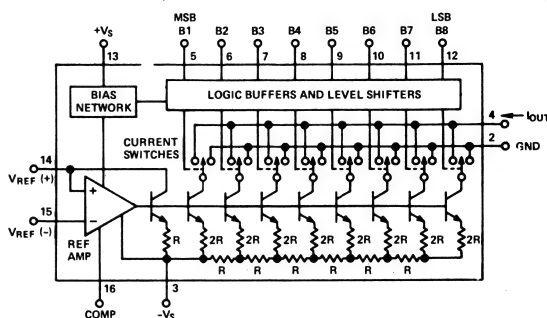 MSB LSB
+VS B1 B2 B3 B4 B5 B6 B7 B8
13 5 6 7 8 9 10 11 12
BIAS
NETWORK
LOGIC BUFFERS AND LEVEL SHIFTERS
4 IOUT
2 GND
CURRENT
SWITCHES
14
VREF (+)
+
15
VREF (-)
−
REF
AMP
R 2R 2R 2R 2R 2R 2R 2R 2R
R R R R R R
16
COMP
3
-VS